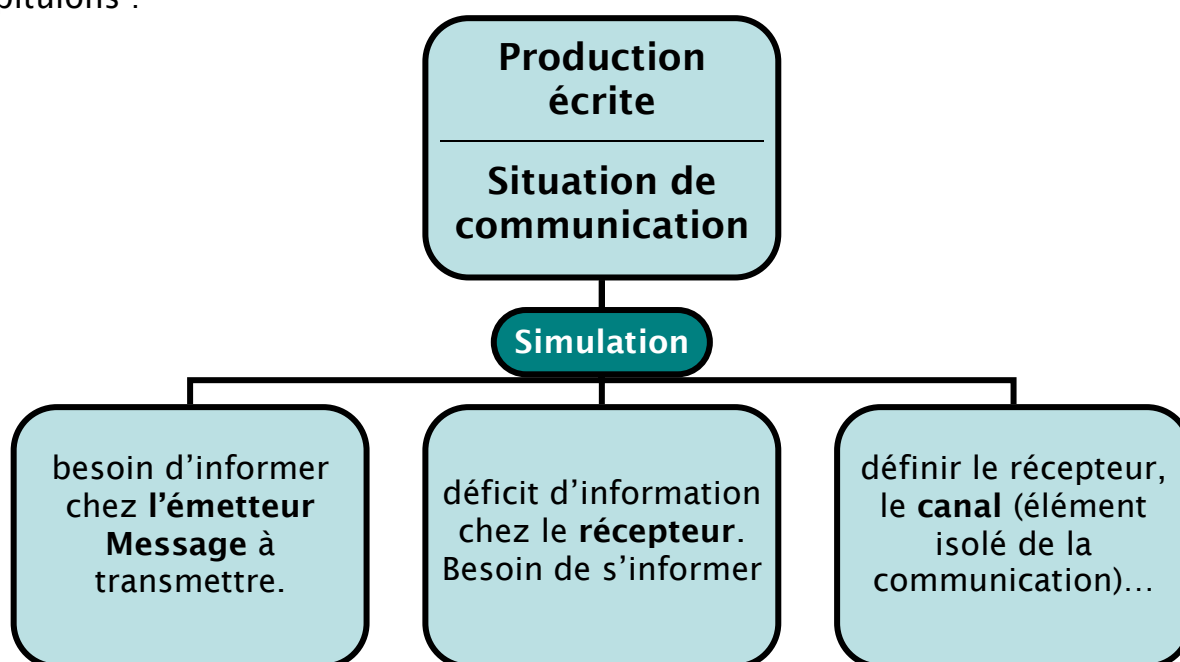 Production
écrite
Situation de
communication
Simulation
besoin d’informer
chez l’émetteur
Message à
transmettre.
déficit d’information
chez le récepteur.
Besoin de s’informer
définir le récepteur,
le canal (élément
isolé de la
communication)…